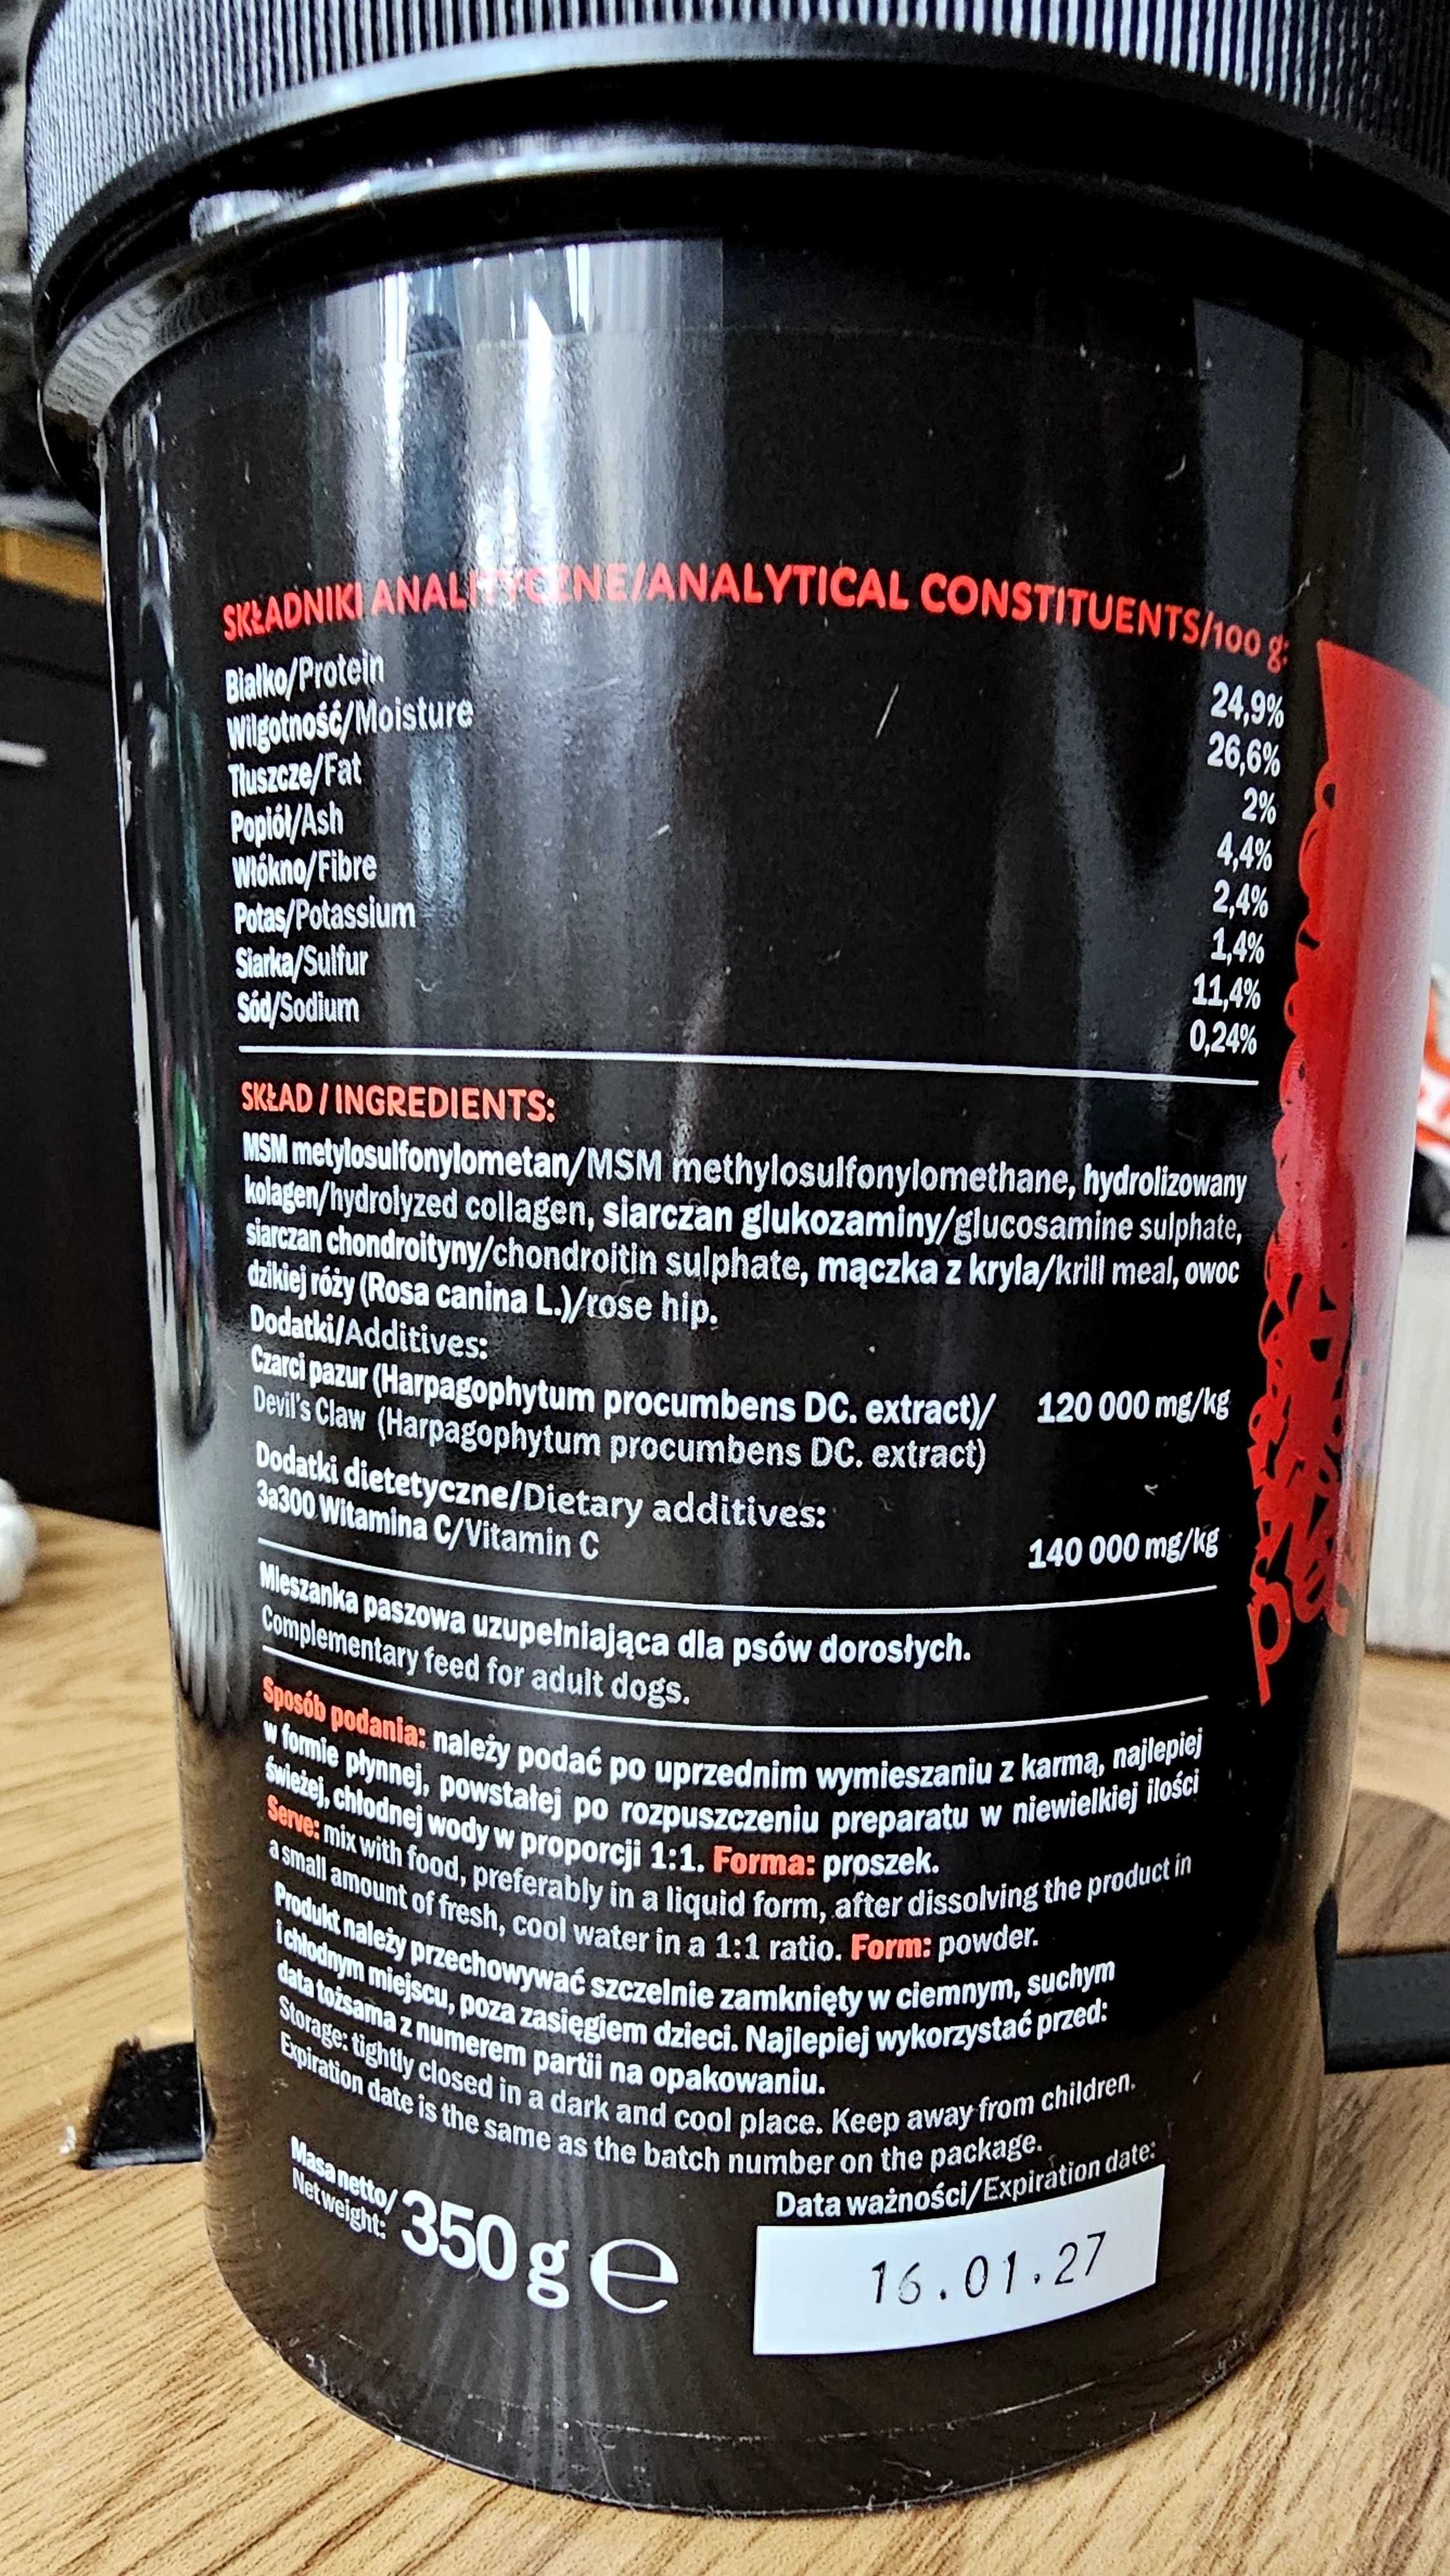 SKŁADNIKI ANALITYCZNE/ANALYTICAL CONSTITUENTS/100 g:
Białko/Protein 24,9%
Wilgotność/Moisture 26,6%
Tłuszcze/Fat 2%
Popiół/Ash 4,4%
Włókno/Fibre 2,4%
Potas/Potassium 1,4%
Siarka/Sulfur 11,4%
Sód/Sodium 0,24%
SKŁAD / INGREDIENTS:
MSM metylosulfonylometan/MSM methylosulfonylomethane, hydrolizowany
kolagen/hydrolyzed collagen, siarczan glukozaminy/glucosamine sulphate,
siarczan chondroityny/chondroitin sulphate, mączka z kryla/krill meal, owoc
dzikiej róży (Rosa canina L.)/rose hip.
Dodatki/Additives:
Czarci pazur (Harpagophytum procumbens DC. extract)/ 120 000 mg/kg
Devil's Claw (Harpagophytum procumbens DC. extract)
Dodatki dietetyczne/Dietary additives:
3a300 Witamina C/Vitamin C 140 000 mg/kg
Mieszanka paszowa uzupełniająca dla psów dorosłych.
Complementary feed for adult dogs.
Sposób podania: należy podać po uprzednim wymieszaniu z karmą, najlepiej
w formie płynnej, powstałej po rozpuszczeniu preparatu w niewielkiej ilości
świeżej, chłodnej wody w proporcji 1:1. Forma: proszek.
Serve: mix with food, preferably in a liquid form, after dissolving the product in
a small amount of fresh, cool water in a 1:1 ratio. Form: powder.
Produkt należy przechowywać szczelnie zamknięty w ciemnym, suchym
i chłodnym miejscu, poza zasięgiem dzieci. Najlepiej wykorzystać przed:
data tożsama z numerem partii na opakowaniu.
Storage: tightly closed in a dark and cool place. Keep away from children.
Expiration date is the same as the batch number on the package.
Masa netto/
Net weight: 350 g e
Data ważności/Expiration date:
16.01.27